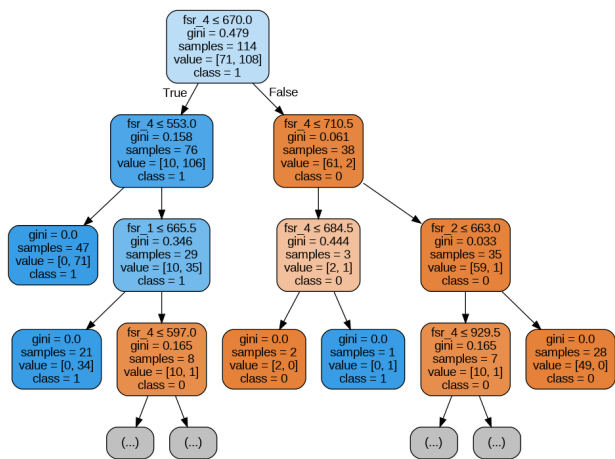 fsr_4 ≤ 670.0
gini = 0.479
samples = 114
value = [71, 108]
class = 1
True
False
fsr_4 ≤ 553.0
gini = 0.158
samples = 76
value = [10, 106]
class = 1
fsr_4 ≤ 710.5
gini = 0.061
samples = 38
value = [61, 2]
class = 0
gini = 0.0
samples = 47
value = [0, 71]
class = 1
fsr_1 ≤ 665.5
gini = 0.346
samples = 29
value = [10, 35]
class = 1
fsr_4 ≤ 684.5
gini = 0.444
samples = 3
value = [2, 1]
class = 0
fsr_2 ≤ 663.0
gini = 0.033
samples = 35
value = [59, 1]
class = 0
gini = 0.0
samples = 21
value = [0, 34]
class = 1
fsr_4 ≤ 597.0
gini = 0.165
samples = 8
value = [10, 1]
class = 0
gini = 0.0
samples = 2
value = [2, 0]
class = 0
gini = 0.0
samples = 1
value = [0, 1]
class = 1
fsr_4 ≤ 929.5
gini = 0.165
samples = 7
value = [10, 1]
class = 0
gini = 0.0
samples = 28
value = [49, 0]
class = 0
(...)
(...)
(...)
(...)